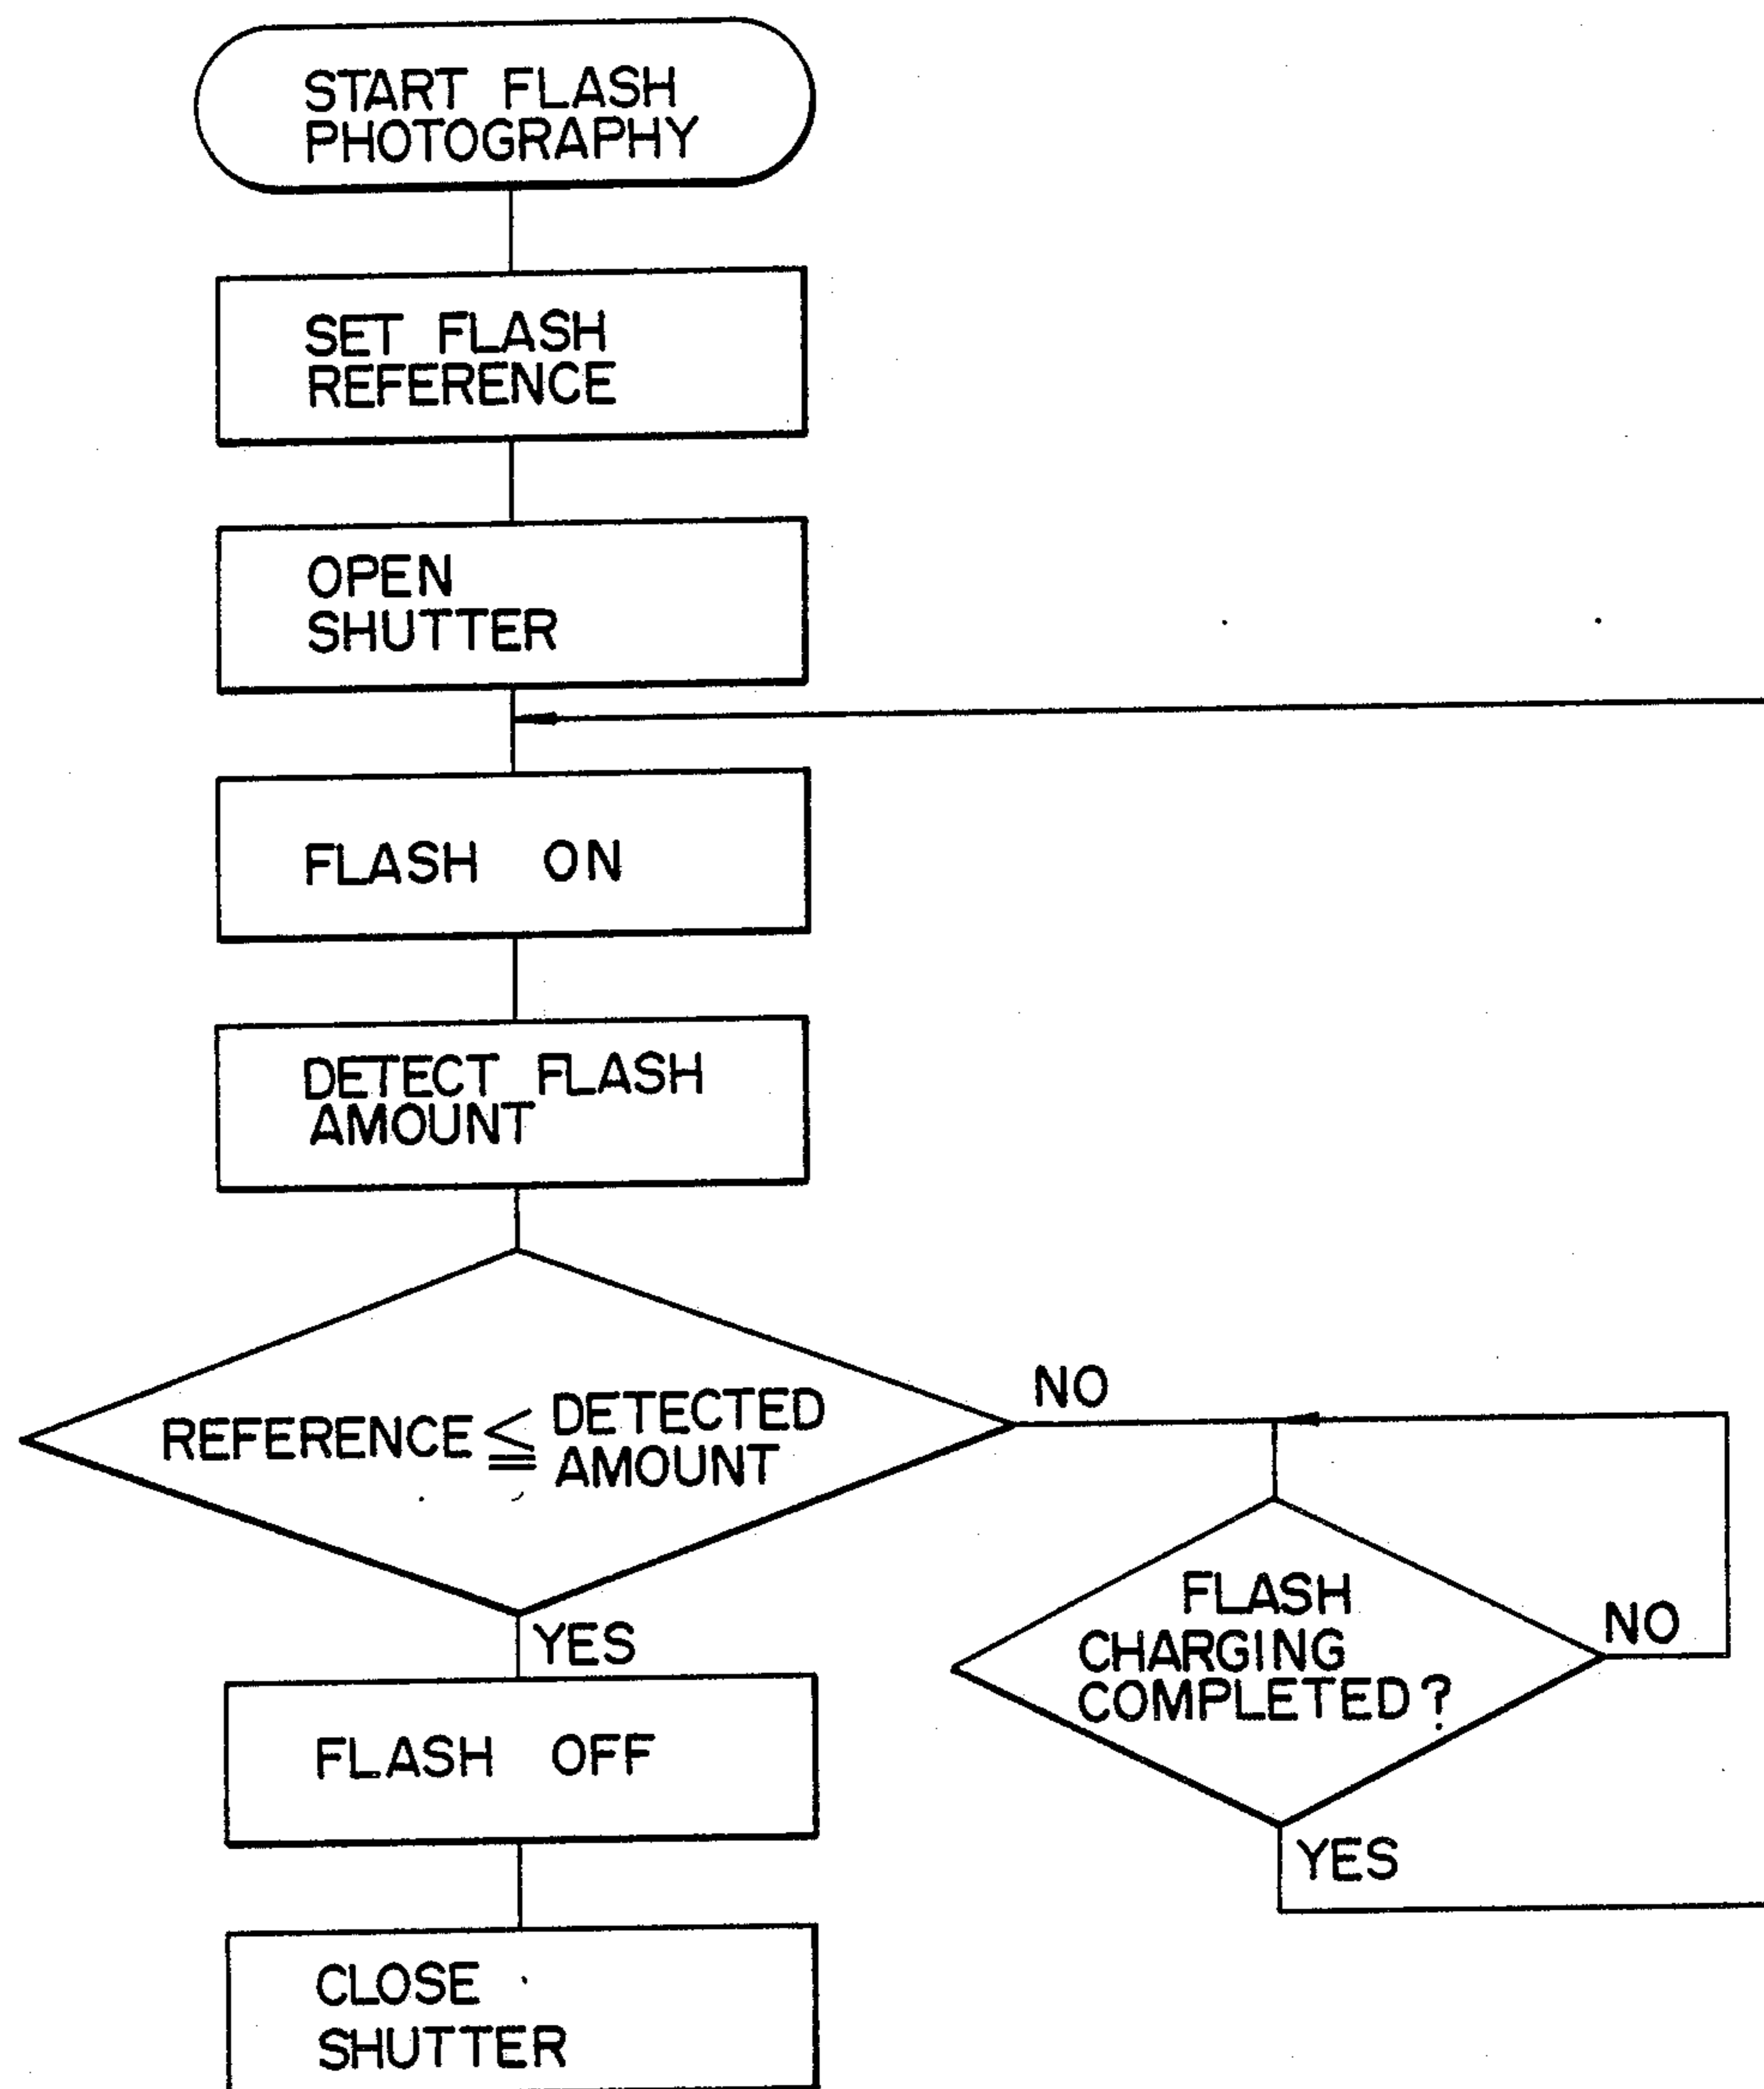 START FLASH
PHOTOGRAPHY
SET FLASH
REFERENCE
OPEN
SHUTTER
FLASH ON
DETECT FLASH
AMOUNT
REFERENCE ≦ DETECTED
AMOUNT
NO
YES
FLASH
CHARGING
COMPLETED?
NO
YES
FLASH OFF
CLOSE
SHUTTER